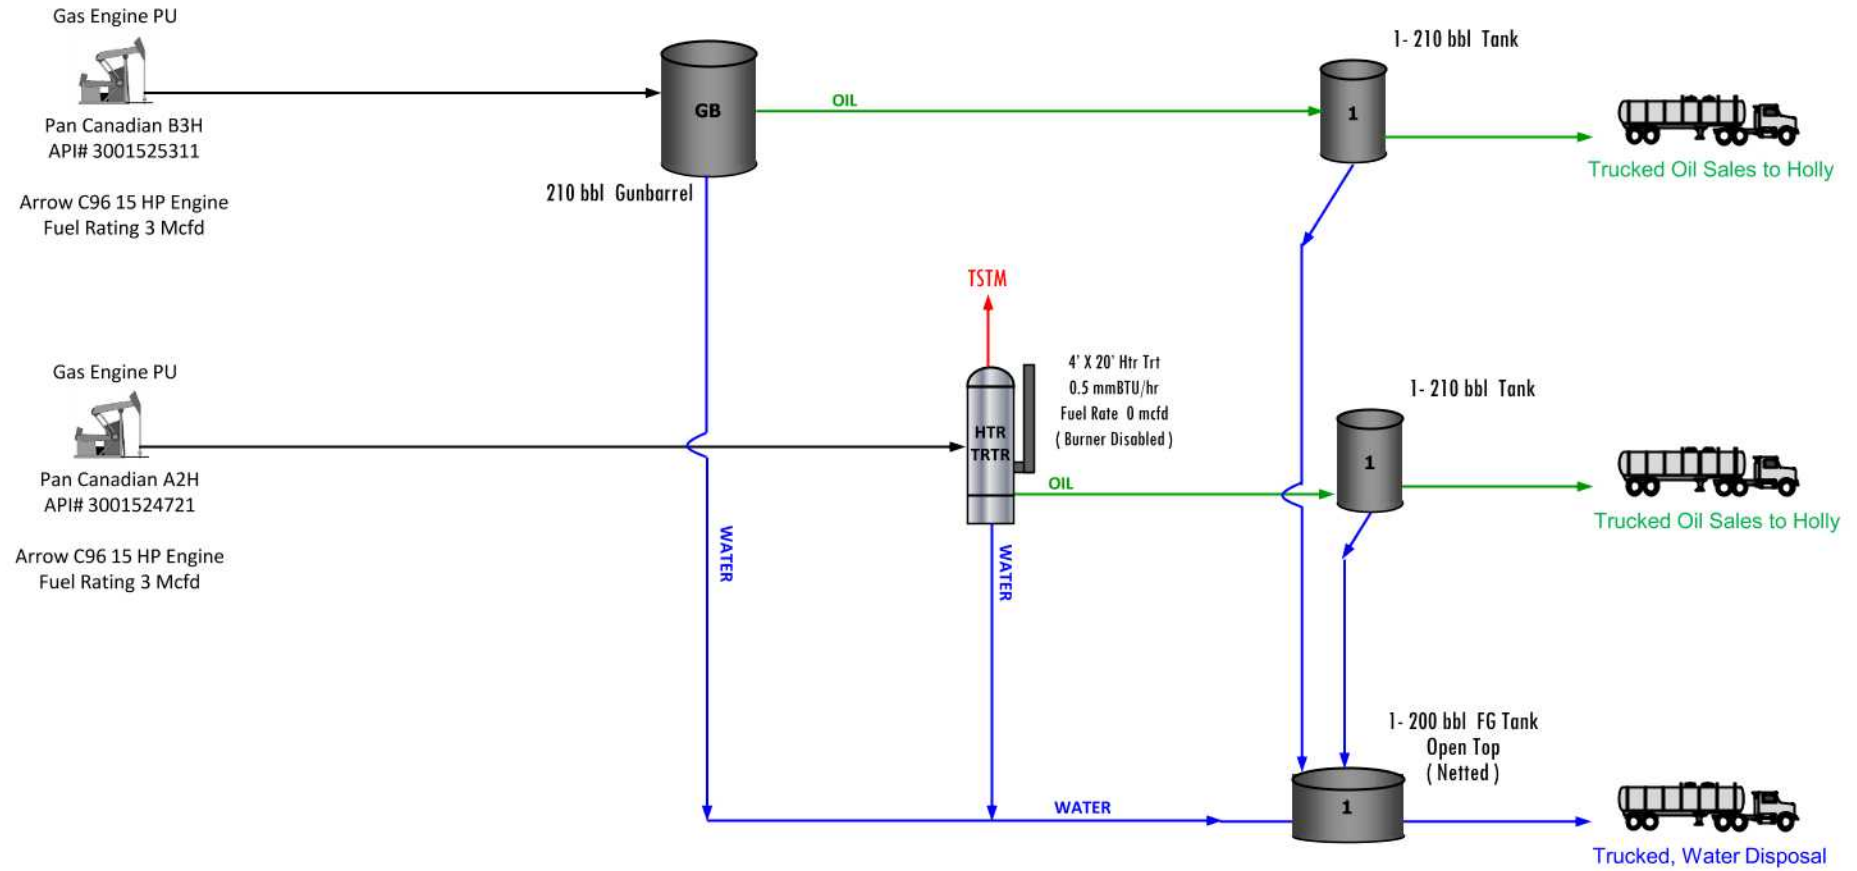 Gas Engine PU
Pan Canadian B3H
API# 3001525311
Arrow C96 15 HP Engine
Fuel Rating 3 Mcfd
GB
210 bbl  Gunbarrel
OIL
1- 210 bbl  Tank
1
Trucked Oil Sales to Holly
TSTM
Gas Engine PU
Pan Canadian A2H
API# 3001524721
Arrow C96 15 HP Engine
Fuel Rating 3 Mcfd
HTR
TRTR
4' X 20' Htr Trt
0.5 mmBTU/hr
Fuel Rate  0 mcfd
( Burner Disabled )
OIL
1- 210 bbl  Tank
1
Trucked Oil Sales to Holly
WATER
WATER
WATER
1- 200 bbl  FG Tank
Open Top
( Netted )
1
Trucked, Water Disposal